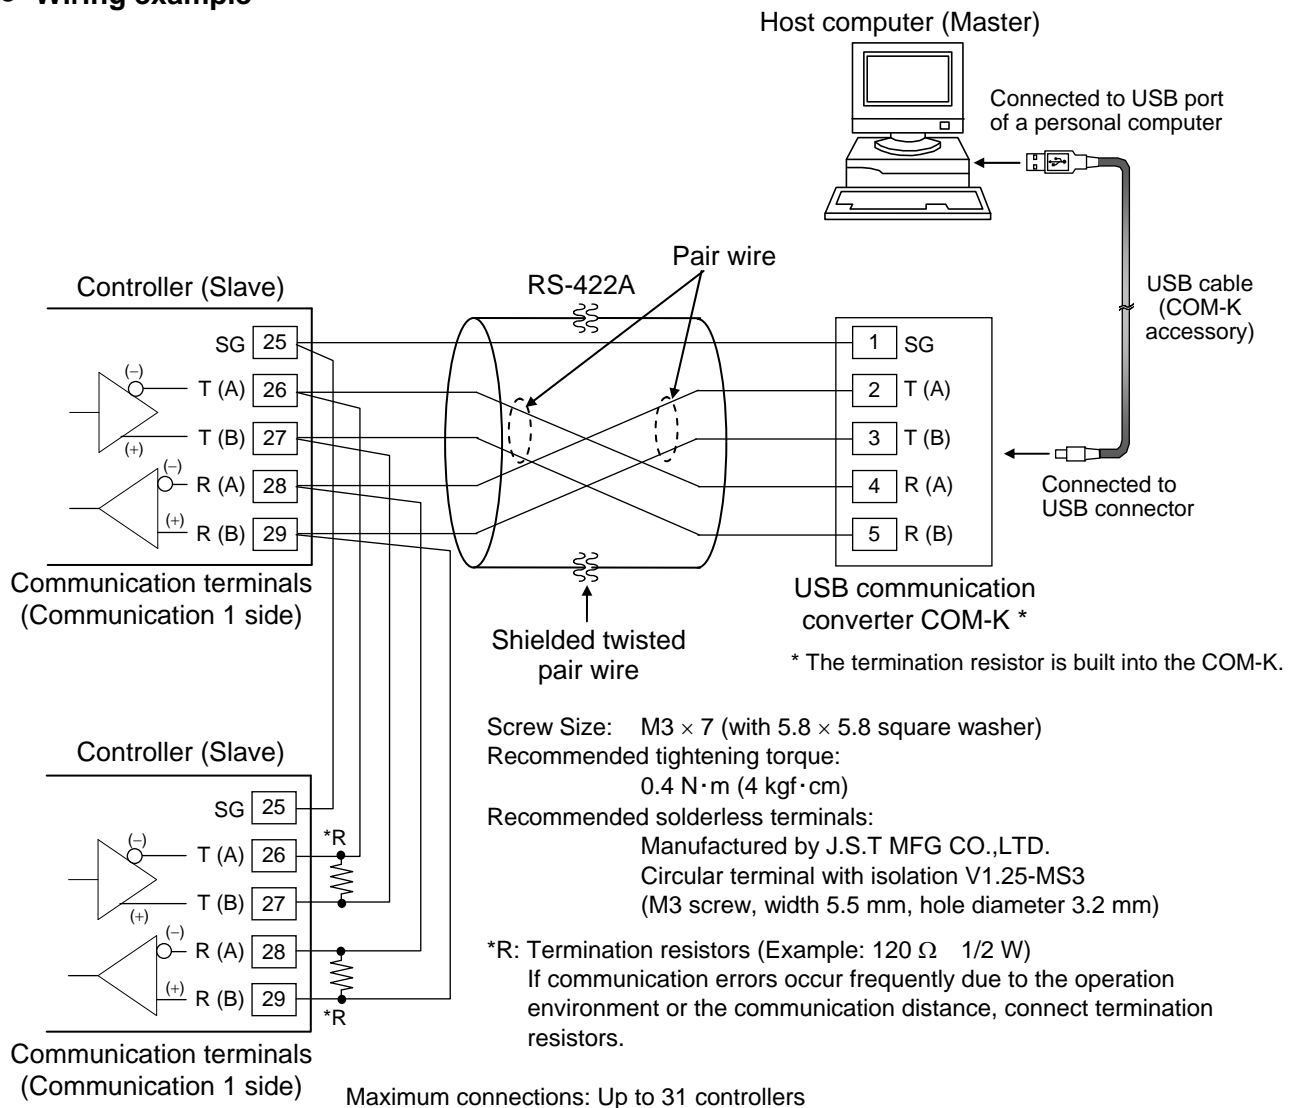 Wiring example
Host computer (Master)
Connected to USB port
of a personal computer
Pair wire
RS-422A
Controller (Slave)
USB cable
(COM-K
accessory)
SG 25
1 SG
(−)
T (A) 26
2 T (A)
T (B) 27
3 T (B)
(+)
(−)
R (A) 28
4 R (A)
(+)
R (B) 29
5 R (B)
Connected to
USB connector
Communication terminals
(Communication 1 side)
USB communication
converter COM-K *
Shielded twisted
pair wire
* The termination resistor is built into the COM-K.
Screw Size: M3 × 7 (with 5.8 × 5.8 square washer)
Recommended tightening torque:
0.4 N・m (4 kgf・cm)
Recommended solderless terminals:
Manufactured by J.S.T MFG CO.,LTD.
Circular terminal with isolation V1.25-MS3
(M3 screw, width 5.5 mm, hole diameter 3.2 mm)
Controller (Slave)
SG 25
*R
(−)
T (A) 26
T (B) 27
(+)
(−)
R (A) 28
(+)
R (B) 29
*R
*R: Termination resistors (Example: 120 Ω 1/2 W)
If communication errors occur frequently due to the operation
environment or the communication distance, connect termination
resistors.
Communication terminals
(Communication 1 side)
Maximum connections: Up to 31 controllers